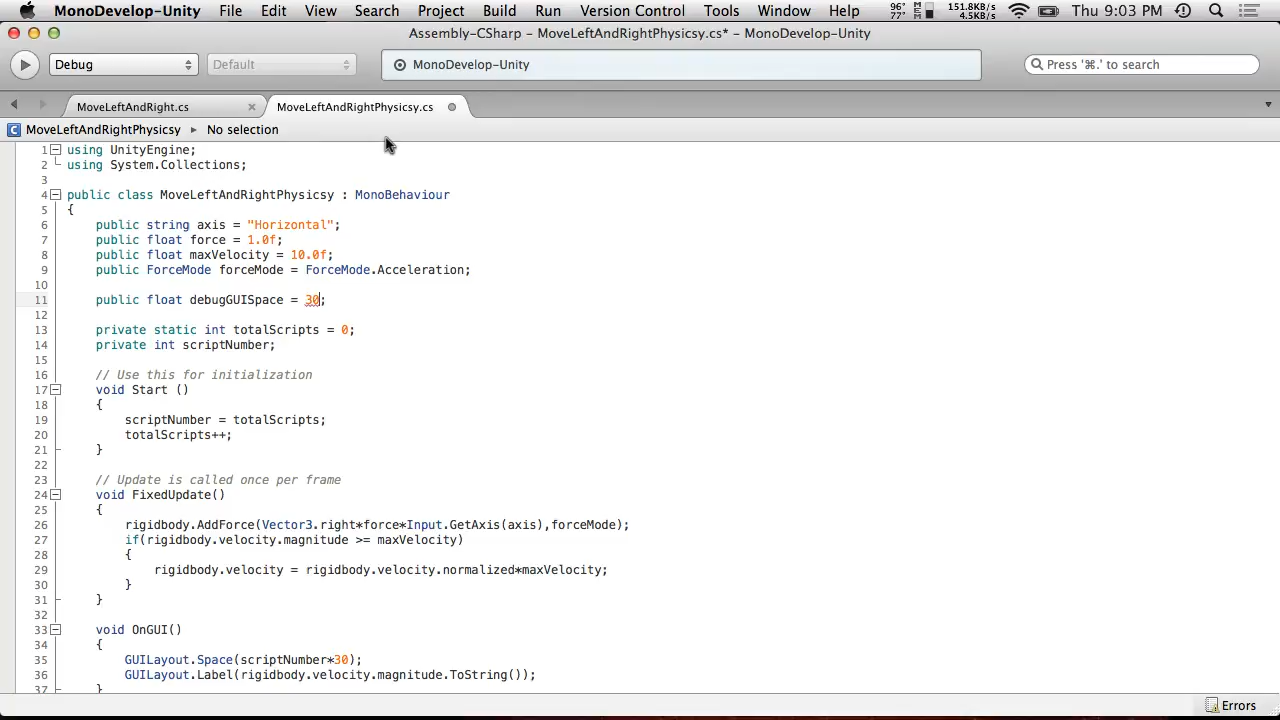 MonoDevelop-Unity File Edit View Search Project Build Run Version Control Tools Window Help 96° 77° MEM 151.8KB/s 4.5KB/s Thu 9:03 PM
Assembly-CSharp – MoveLeftAndRightPhysicsy.cs* – MonoDevelop-Unity
Debug Default MonoDevelop-Unity Press '⌘.' to search
MoveLeftAndRight.cs MoveLeftAndRightPhysicsy.cs
C MoveLeftAndRightPhysicsy ▸ No selection
1 using UnityEngine;
2 using System.Collections;
3
4 public class MoveLeftAndRightPhysicsy : MonoBehaviour
5 {
6 public string axis = "Horizontal";
7 public float force = 1.0f;
8 public float maxVelocity = 10.0f;
9 public ForceMode forceMode = ForceMode.Acceleration;
10
11 public float debugGUISpace = 30;
12
13 private static int totalScripts = 0;
14 private int scriptNumber;
15
16 // Use this for initialization
17 void Start ()
18 {
19 scriptNumber = totalScripts;
20 totalScripts++;
21 }
22
23 // Update is called once per frame
24 void FixedUpdate()
25 {
26 rigidbody.AddForce(Vector3.right*force*Input.GetAxis(axis),forceMode);
27 if(rigidbody.velocity.magnitude >= maxVelocity)
28 {
29 rigidbody.velocity = rigidbody.velocity.normalized*maxVelocity;
30 }
31 }
32
33 void OnGUI()
34 {
35 GUILayout.Space(scriptNumber*30);
36 GUILayout.Label(rigidbody.velocity.magnitude.ToString());
37 }
Errors